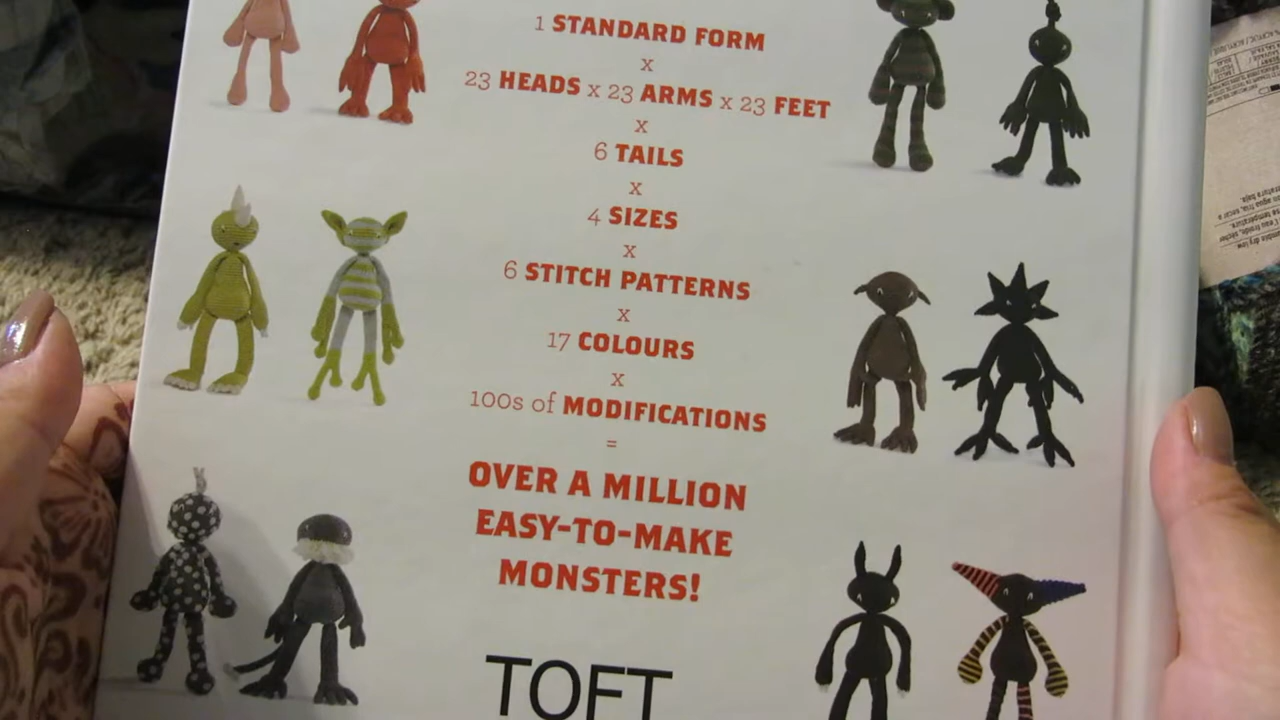 1 STANDARD FORM
x
23 HEADS x 23 ARMS x 23 FEET
x
6 TAILS
x
4 SIZES
x
6 STITCH PATTERNS
x
17 COLOURS
x
100s of MODIFICATIONS
=
OVER A MILLION
EASY-TO-MAKE
MONSTERS!
TOFT